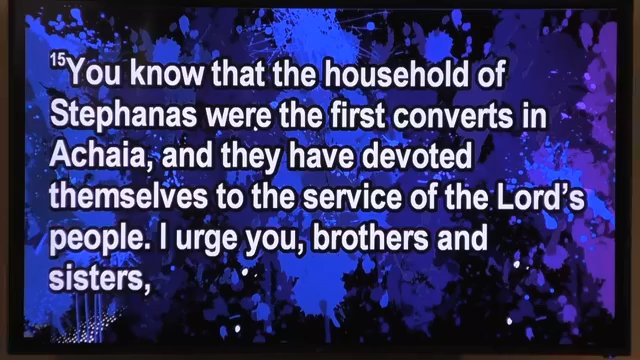 15You know that the household of
Stephanas were the first converts in
Achaia, and they have devoted
themselves to the service of the Lord's
people. I urge you, brothers and
sisters,